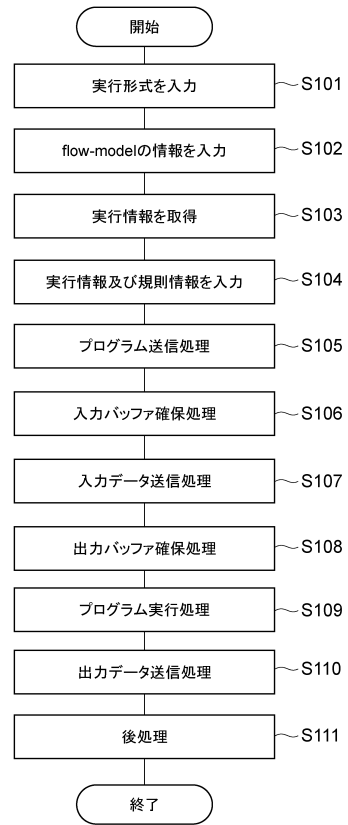 開始
実行形式を入力 S101
flow-modelの情報を入力 S102
実行情報を取得 S103
実行情報及び規則情報を入力 S104
プログラム送信処理 S105
入力バッファ確保処理 S106
入力データ送信処理 S107
出力バッファ確保処理 S108
プログラム実行処理 S109
出力データ送信処理 S110
後処理 S111
終了